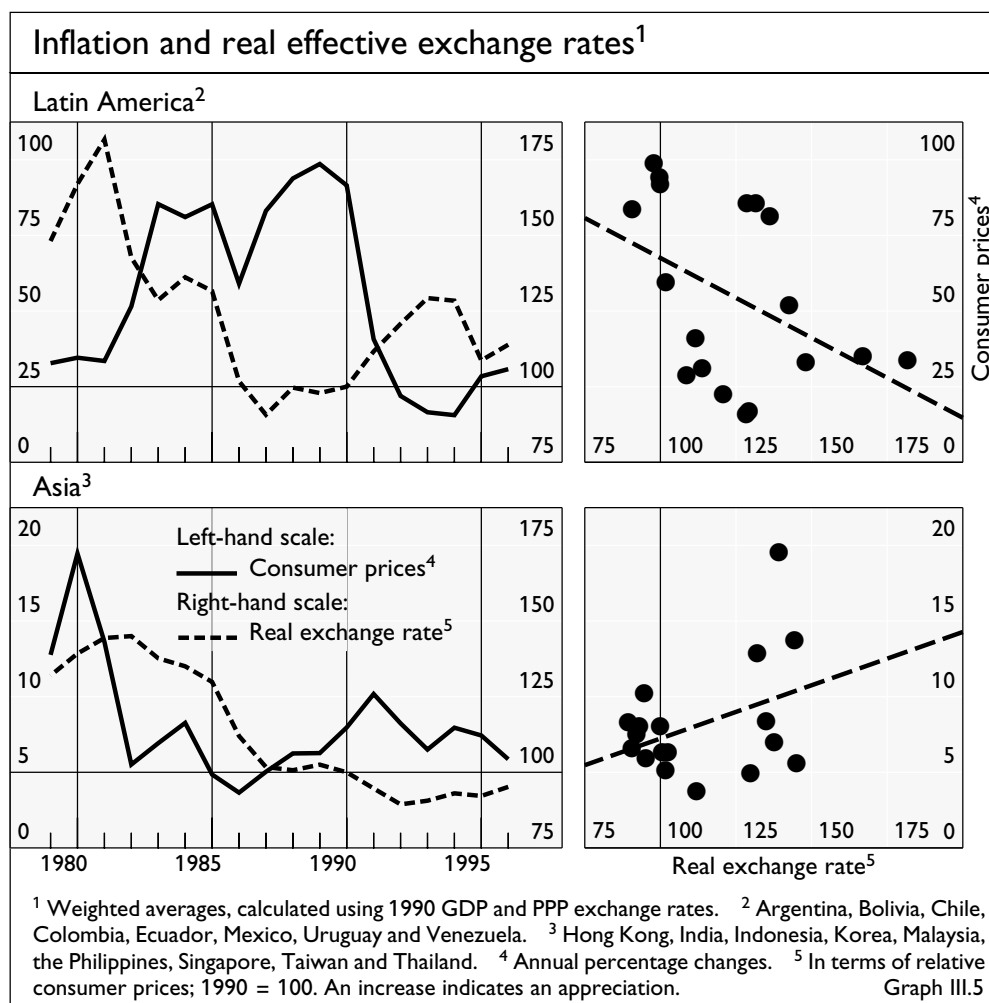 Inflation and real effective exchange rates1
Latin America2
100 175
75 150
50 125
25 100
0 75
100
75
50
25
75 100 125 150 175 0
Consumer prices4
Asia3
20 175
Left-hand scale:
Consumer prices4
Right-hand scale:
15 150
Real exchange rate5
10 125
5 100
0 75
1980 1985 1990 1995
20
15
10
5
75 100 125 150 175 0
Real exchange rate5
1 Weighted averages, calculated using 1990 GDP and PPP exchange rates. 2 Argentina, Bolivia, Chile,
Colombia, Ecuador, Mexico, Uruguay and Venezuela. 3 Hong Kong, India, Indonesia, Korea, Malaysia,
the Philippines, Singapore, Taiwan and Thailand. 4 Annual percentage changes. 5 In terms of relative
consumer prices; 1990 = 100. An increase indicates an appreciation. Graph III.5